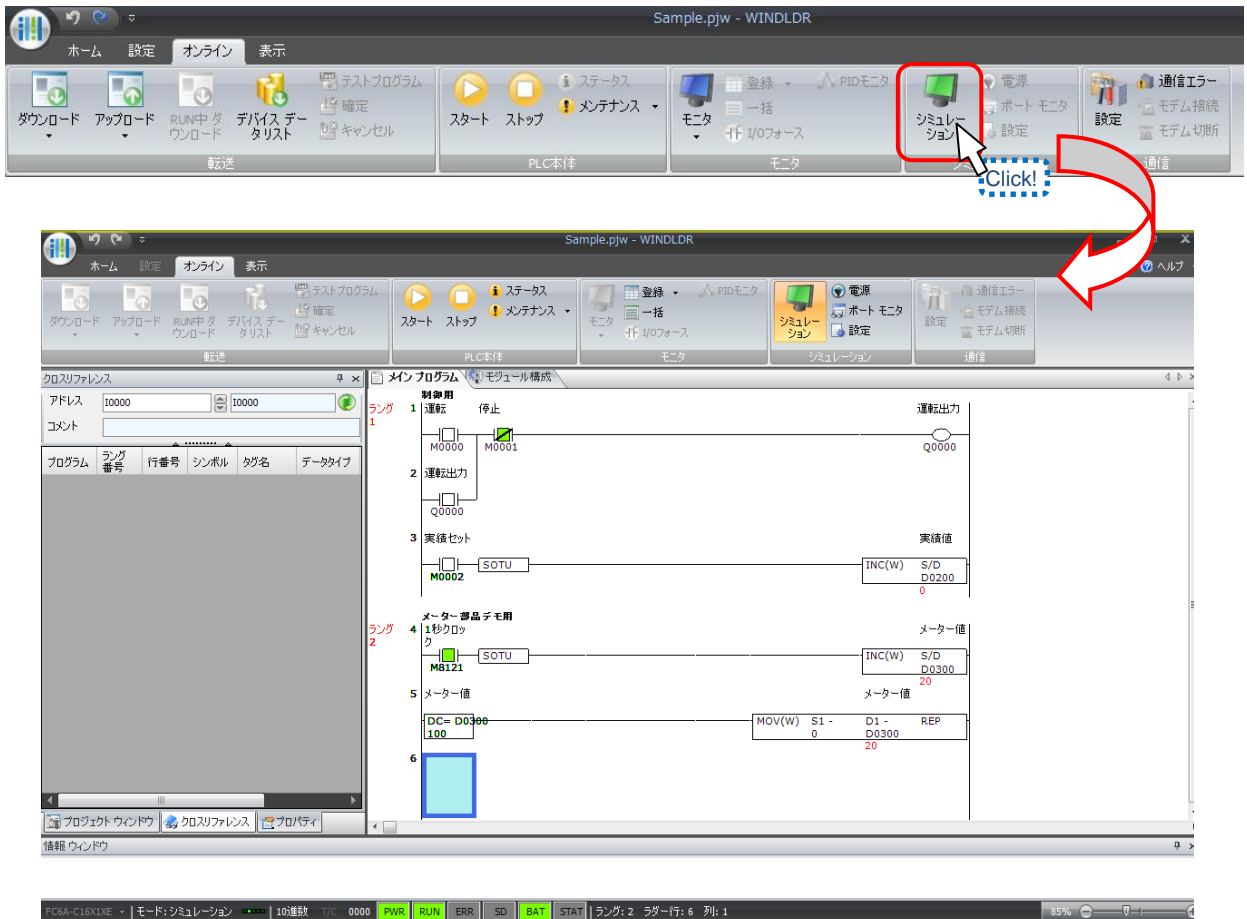 Sample.pjw - WINDLDR
ホーム 設定 オンライン 表示
ダウンロード アップロード RUN中 ダウンロード デバイス データリスト テストプログラム 確定 キャンセル
スタート ストップ ステータス メンテナンス
モニタ 登録 一括 I/Oフォース PIDモニタ
シミュレーション 電源 ポート モニタ 設定
設定 通信エラー モデム接続 モデム切断
転送 PLC本体 モニタ 通信
Click!
Sample.pjw - WINDLDR
ホーム 設定 オンライン 表示 ヘルプ
ダウンロード アップロード RUN中 ダウンロード デバイス データリスト テストプログラム 確定 キャンセル
スタート ストップ ステータス メンテナンス
モニタ 登録 一括 I/Oフォース PIDモニタ
シミュレーション 電源 ポート モニタ 設定
設定 通信エラー モデム接続 モデム切断
転送 PLC本体 モニタ シミュレーション 通信
クロスリファレンス
アドレス I0000 I0000
コメント
プログラム ラング番号 行番号 シンボル タグ名 データタイプ
メイン プログラム モジュール構成
制御用
ラング 1 1 運転 停止 運転出力
M0000 M0001 Q0000
2 運転出力
Q0000
3 実績セット 実績値
SOTU INC(W) S/D
M0002 D0200
0
メーター部品デモ用
ラング 2 4 1秒クロック メーター値
SOTU INC(W) S/D
M8121 D0300
20
5 メーター値 メーター値
DC= D0300 MOV(W) S1 - D1 - REP
100 0 D0300
20
6
プロジェクト ウィンドウ クロスリファレンス プロパティ
情報 ウィンドウ
FC6A-C16X1XE モード: シミュレーション 10進数 T/C 0000 PWR RUN ERR SD BAT STAT ラング: 2 ラダー行: 6 列: 1 85%